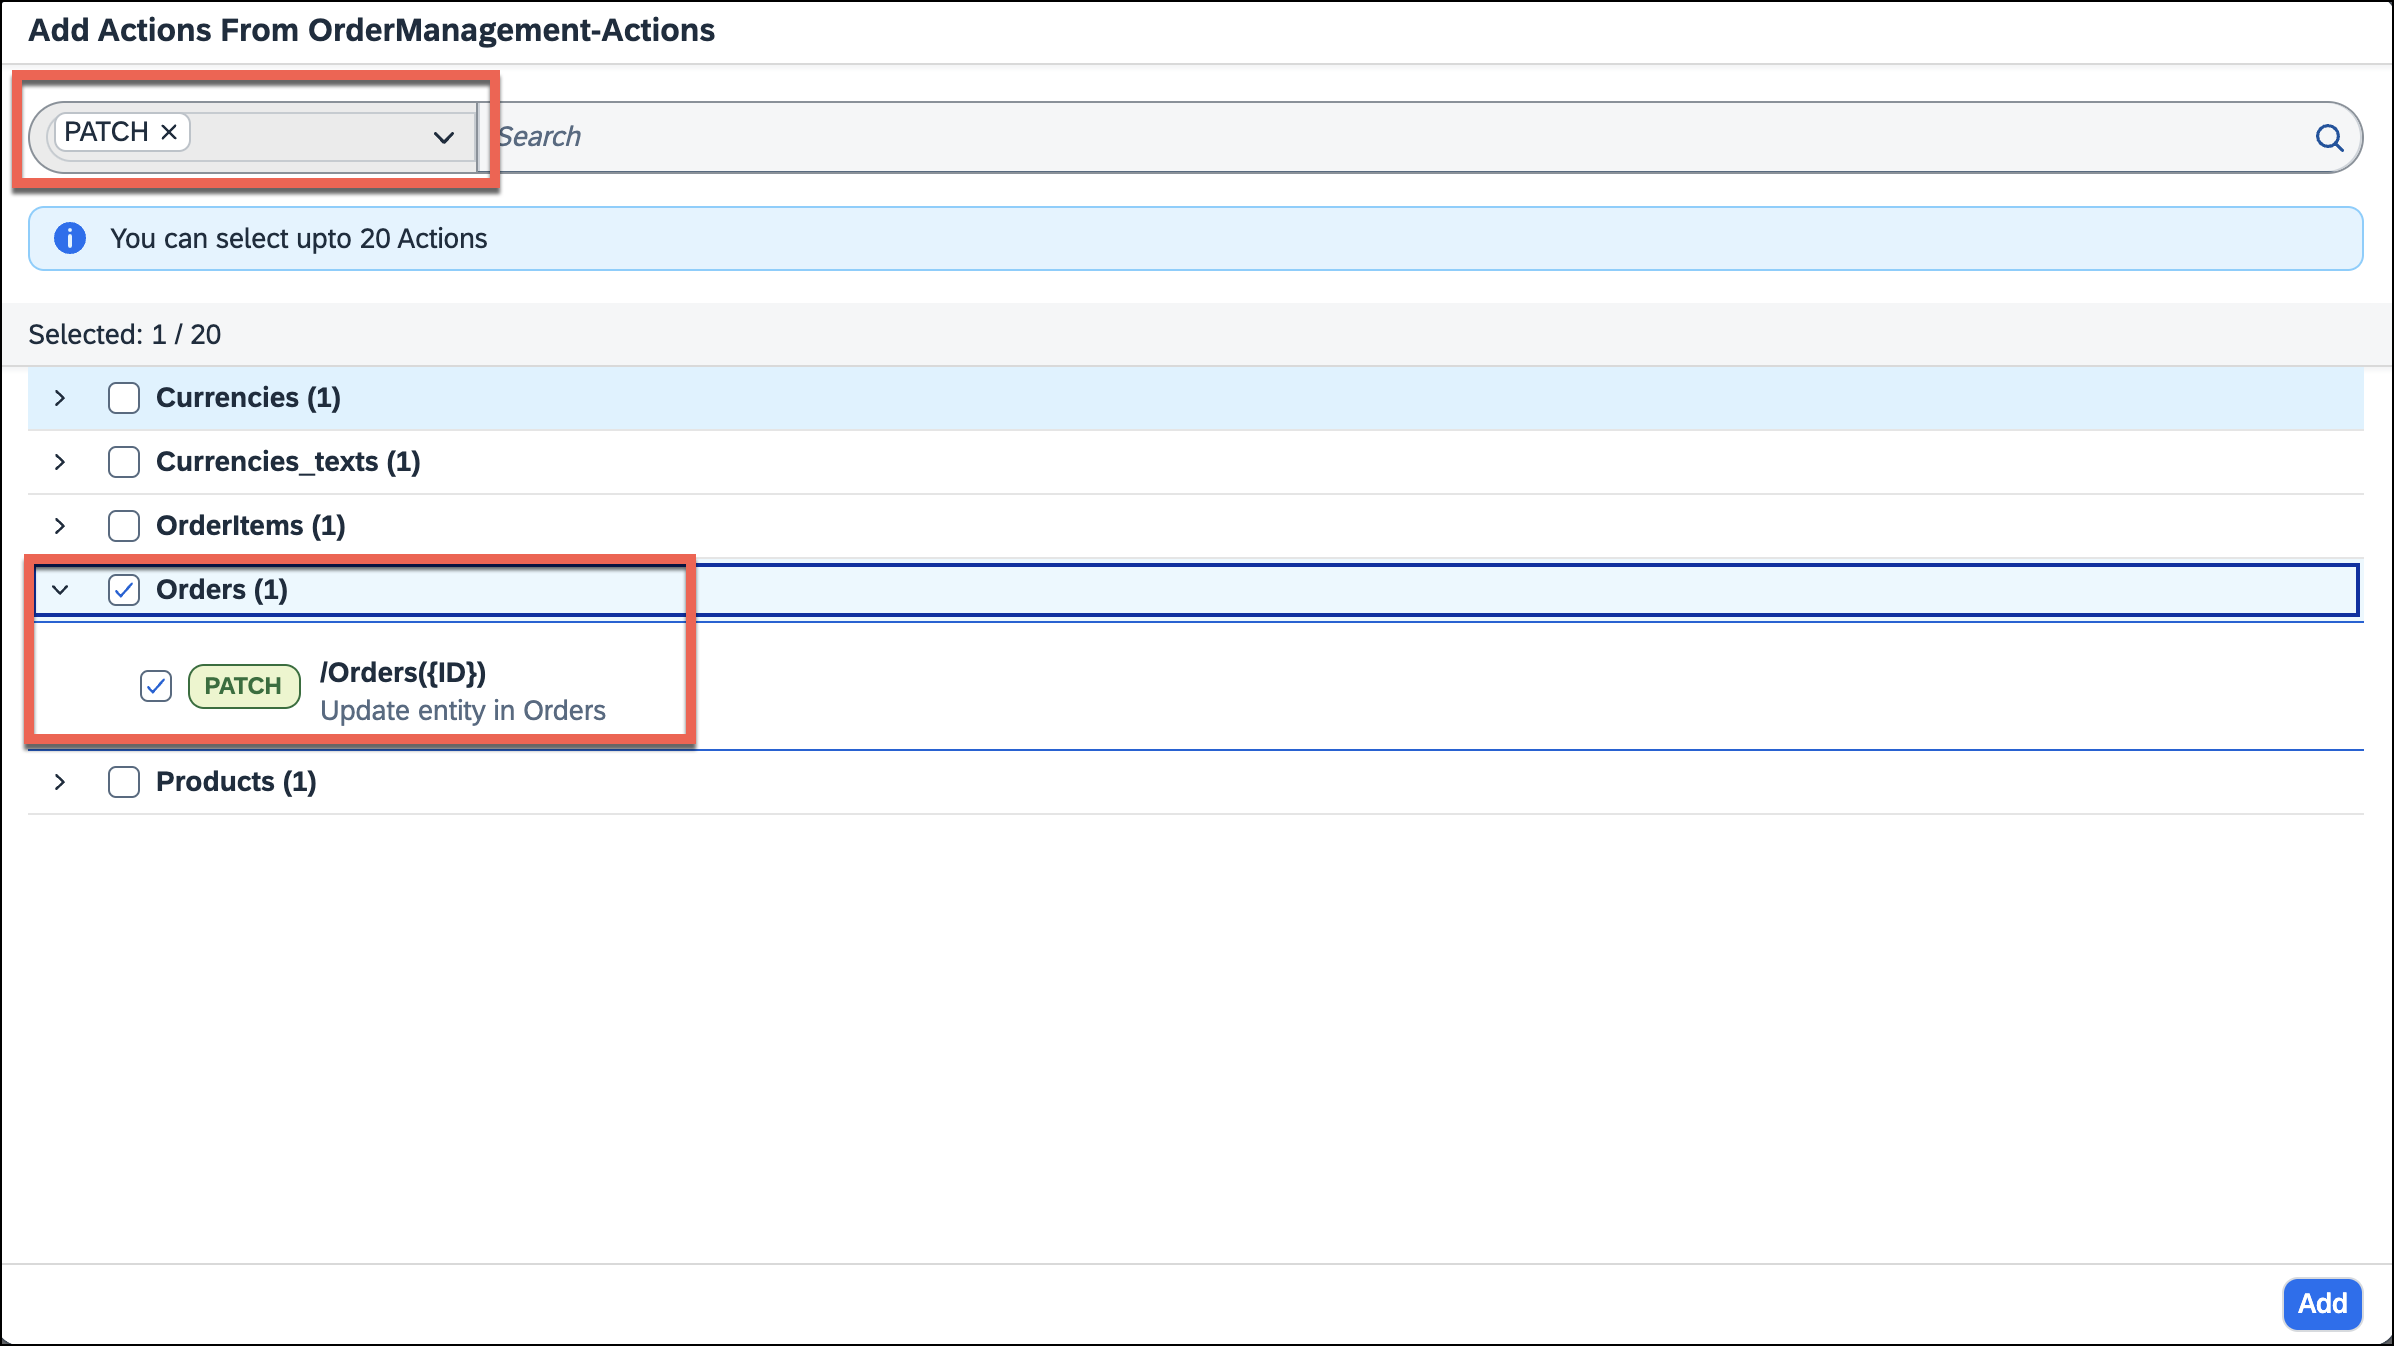 Add Actions From OrderManagement-Actions
PATCH
Search
You can select upto 20 Actions
Selected: 1 / 20
Currencies (1)
Currencies_texts (1)
OrderItems (1)
Orders (1)
PATCH
/Orders({ID})
Update entity in Orders
Products (1)
Add